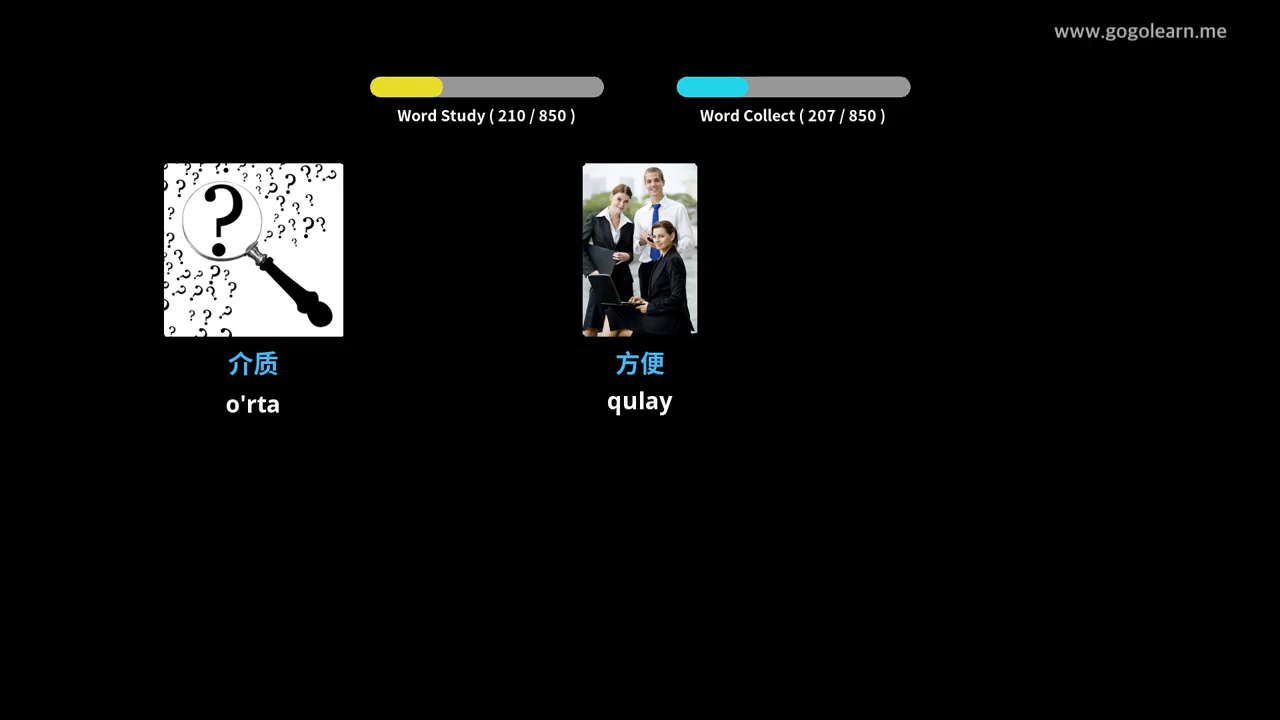 www.gogolearn.me
Word Study ( 210 / 850 )
Word Collect ( 207 / 850 )
介质
o'rta
方便
qulay